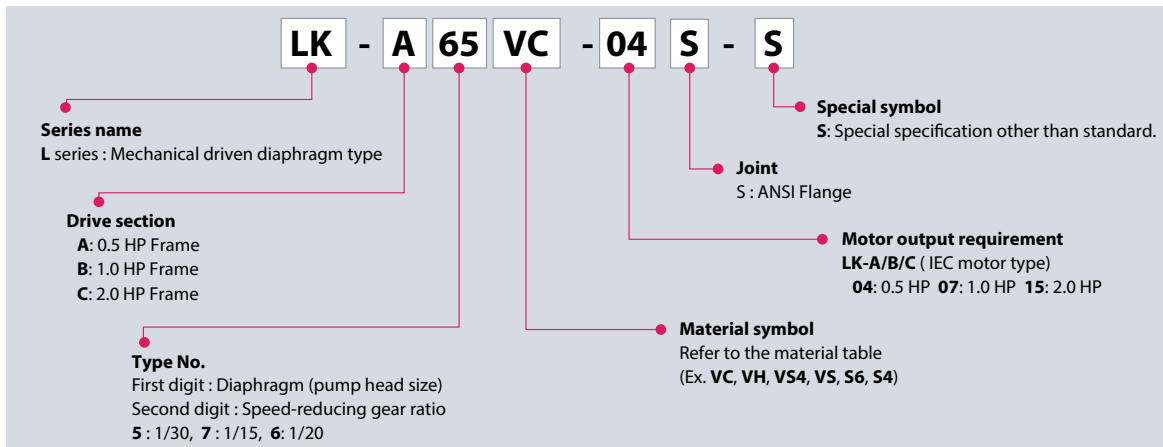 LK - A 65 VC - 04 S - S
Special symbol
S: Special specification other than standard.
Series name
L series : Mechanical driven diaphragm type
Joint
S : ANSI Flange
Drive section
A: 0.5 HP Frame
B: 1.0 HP Frame
C: 2.0 HP Frame
Motor output requirement
LK-A/B/C ( IEC motor type)
04: 0.5 HP 07: 1.0 HP 15: 2.0 HP
Material symbol
Refer to the material table
(Ex. VC, VH, VS4, VS, S6, S4)
Type No.
First digit : Diaphragm (pump head size)
Second digit : Speed-reducing gear ratio
5 : 1/30, 7 : 1/15, 6: 1/20